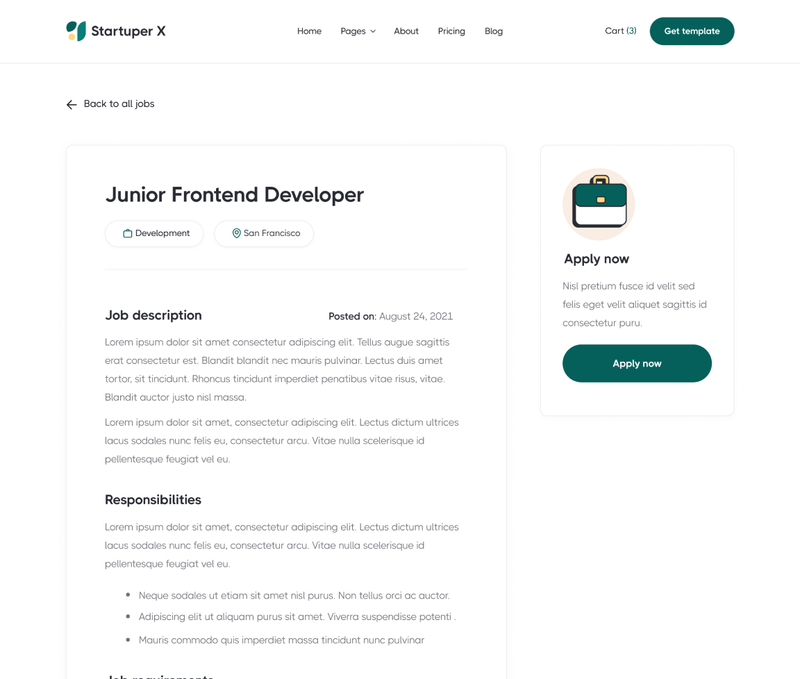 Startuper X
Home
Pages
About
Pricing
Blog
Cart (3)
Get template
Back to all jobs
Junior Frontend Developer
Development
San Francisco
Job description
Posted on: August 24, 2021
Lorem ipsum dolor sit amet consectetur adipiscing elit. Tellus augue sagittis
erat consectetur est. Blandit blandit nec mauris pulvinar. Lectus duis amet
tortor, sit tincidunt. Rhoncus tincidunt imperdiet penatibus vitae risus, vitae.
Blandit auctor justo nisl massa.
Lorem ipsum dolor sit amet, consectetur adipiscing elit. Lectus dictum ultrices
lacus sodales nunc felis eu, consectetur arcu. Vitae nulla scelerisque id
pellentesque feugiat vel eu.
Responsibilities
Lorem ipsum dolor sit amet, consectetur adipiscing elit. Lectus dictum ultrices
lacus sodales nunc felis eu, consectetur arcu. Vitae nulla scelerisque id
pellentesque feugiat vel eu.
Neque sodales ut etiam sit amet nisl purus. Non tellus orci ac auctor.
Adipiscing elit ut aliquam purus sit amet. Viverra suspendisse potenti .
Mauris commodo quis imperdiet massa tincidunt nunc pulvinar
Job requirements
Apply now
Nisl pretium fusce id velit sed
felis eget velit aliquet sagittis id
consectetur puru.
Apply now